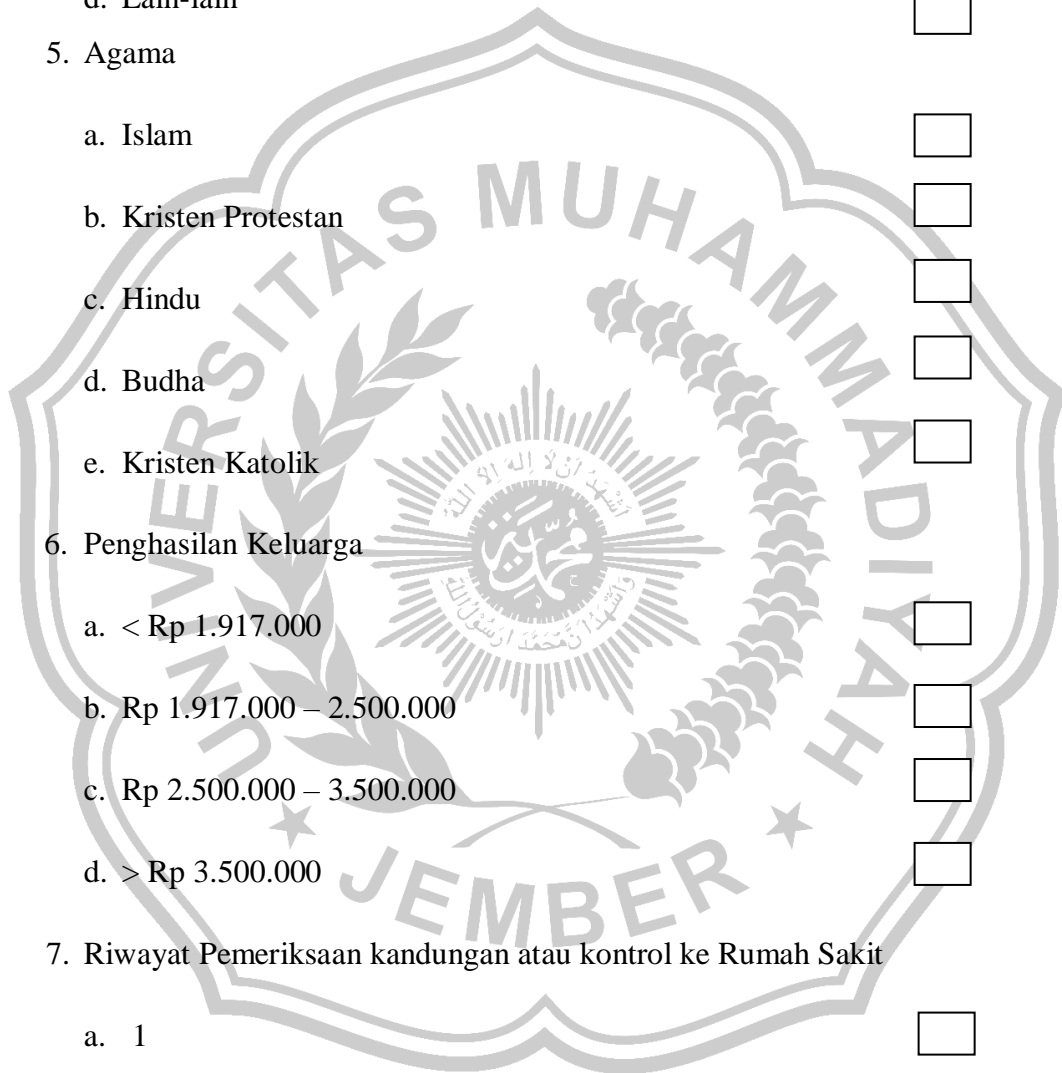 d. Lain-lain
5. Agama
a. Islam
b. Kristen Protestan
c. Hindu
d. Budha
e. Kristen Katolik
6. Penghasilan Keluarga
a. < Rp 1.917.000
b. Rp 1.917.000 – 2.500.000
c. Rp 2.500.000 – 3.500.000
d. > Rp 3.500.000
7. Riwayat Pemeriksaan kandungan atau kontrol ke Rumah Sakit
a. 1
UNIVERSITAS MUHAMMADIYAH
JEMBER